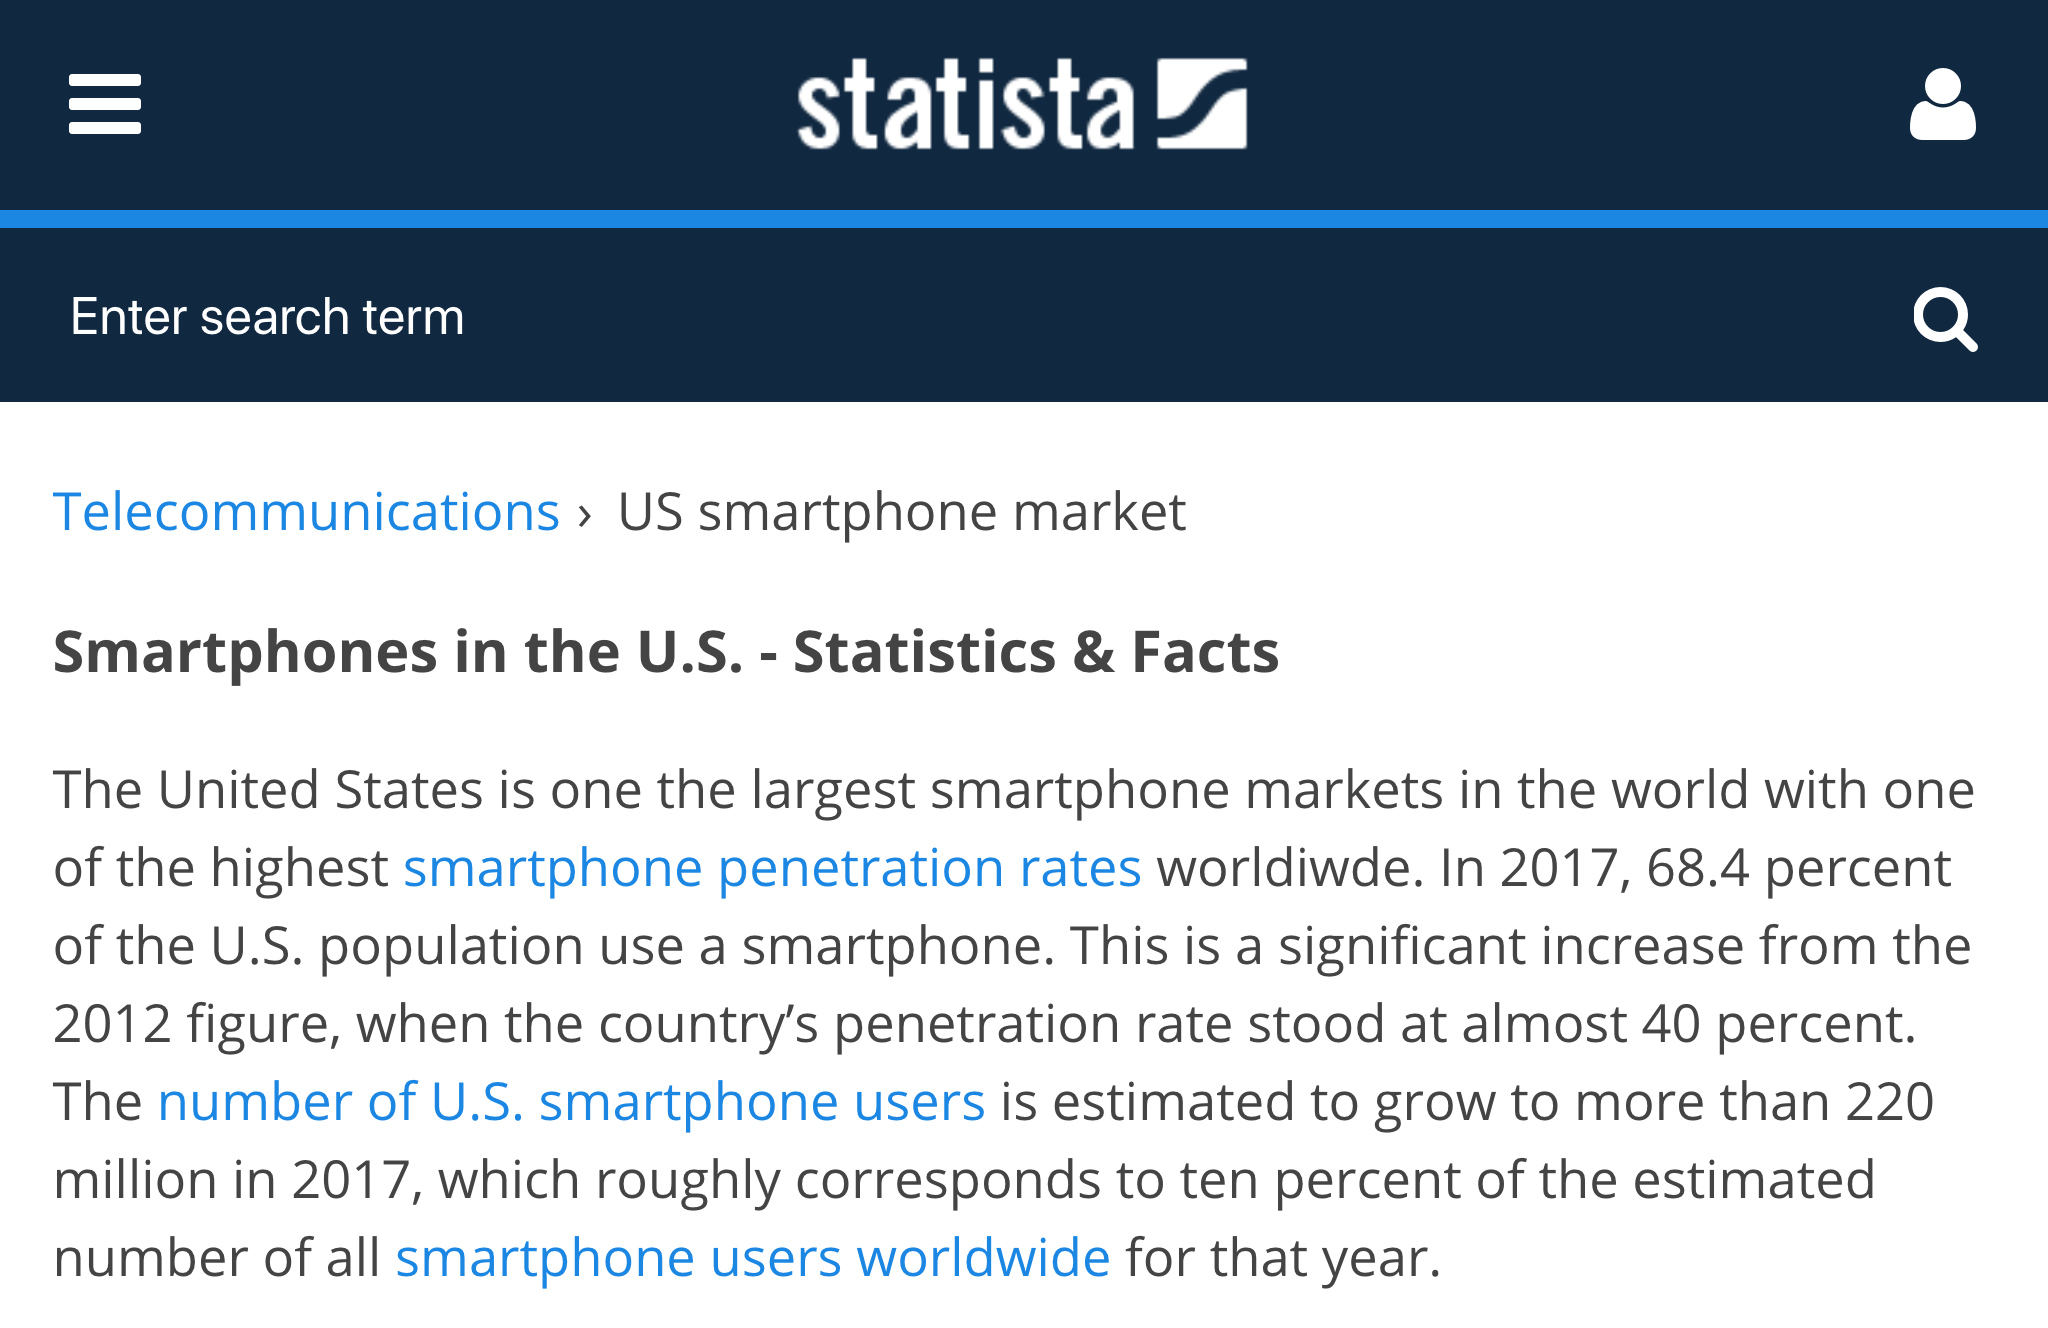 statista
Enter search term
Telecommunications › US smartphone market
Smartphones in the U.S. - Statistics & Facts
The United States is one the largest smartphone markets in the world with one
of the highest smartphone penetration rates worldiwde. In 2017, 68.4 percent
of the U.S. population use a smartphone. This is a significant increase from the
2012 figure, when the country’s penetration rate stood at almost 40 percent.
The number of U.S. smartphone users is estimated to grow to more than 220
million in 2017, which roughly corresponds to ten percent of the estimated
number of all smartphone users worldwide for that year.